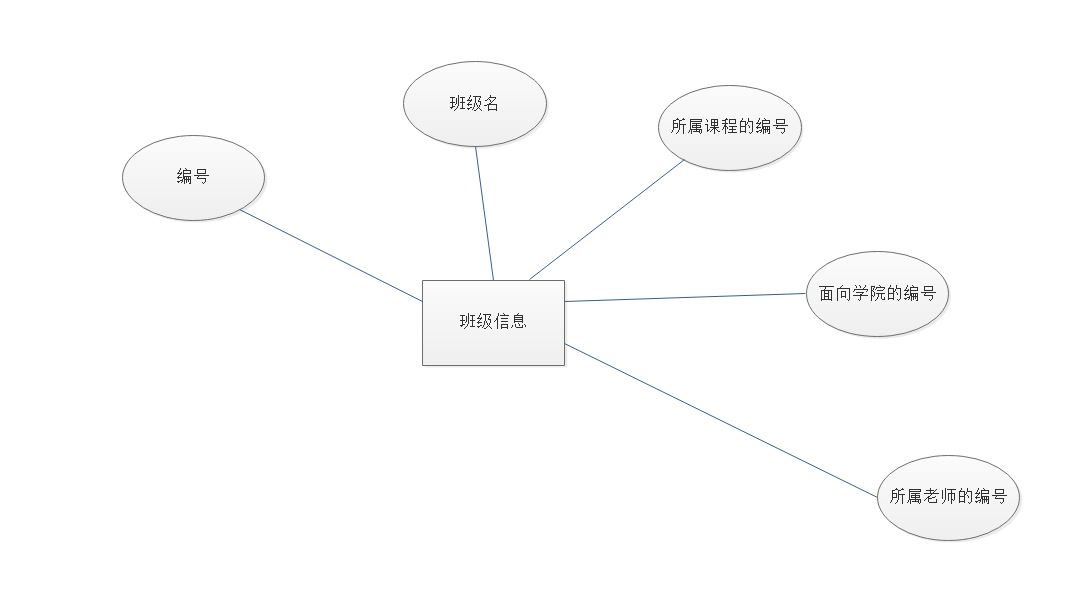 班级名
所属课程的编号
编号
面向学院的编号
班级信息
所属老师的编号